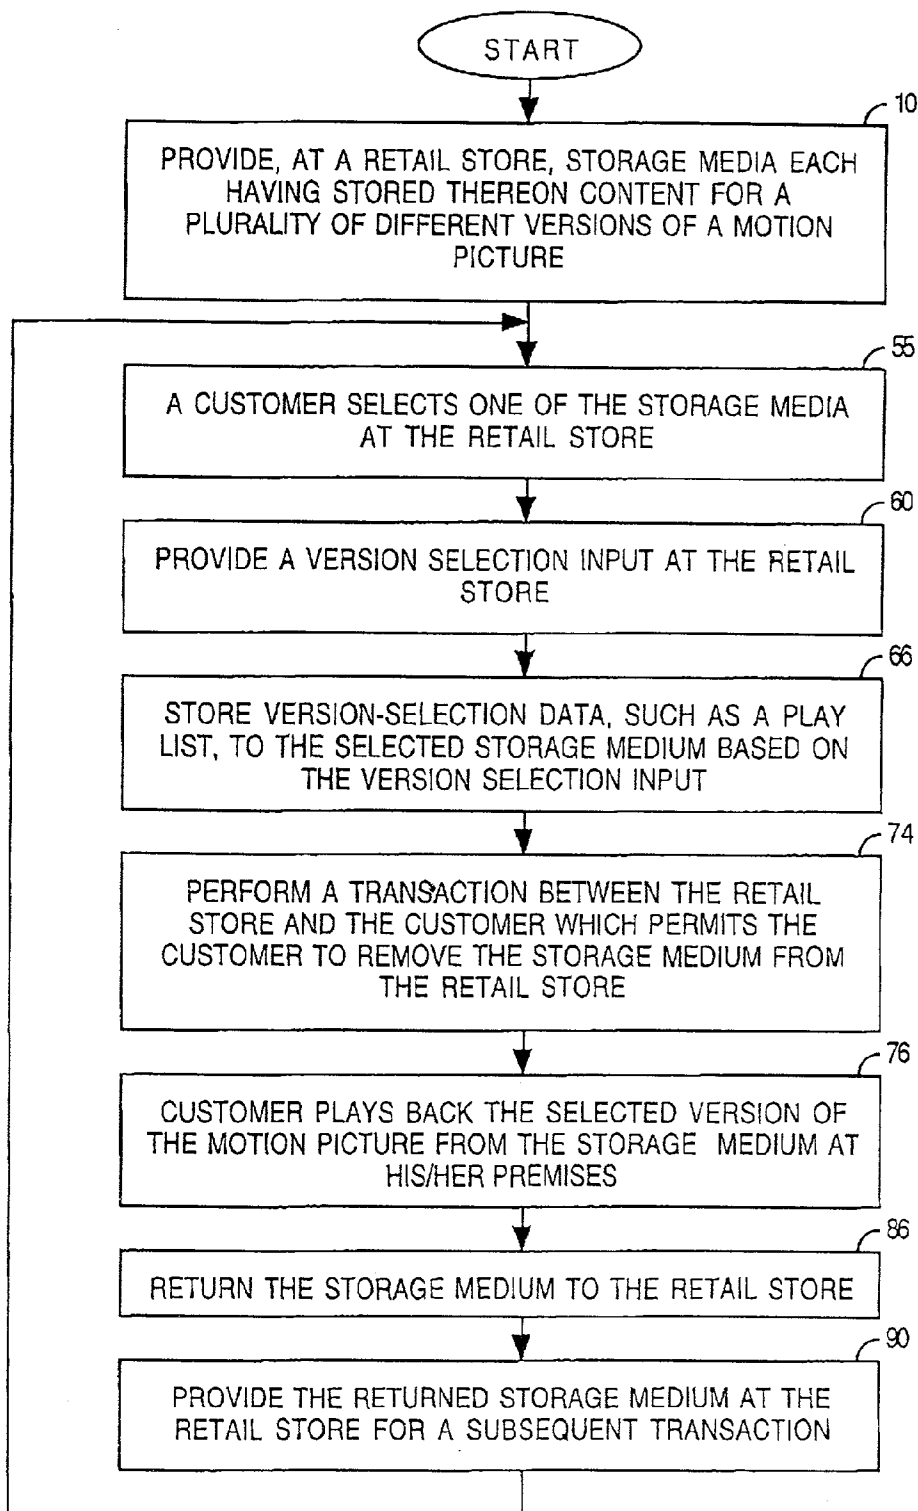 START
10
PROVIDE, AT A RETAIL STORE, STORAGE MEDIA EACH
HAVING STORED THEREON CONTENT FOR A
PLURALITY OF DIFFERENT VERSIONS OF A MOTION
PICTURE
55
A CUSTOMER SELECTS ONE OF THE STORAGE MEDIA
AT THE RETAIL STORE
60
PROVIDE A VERSION SELECTION INPUT AT THE RETAIL
STORE
66
STORE VERSION-SELECTION DATA, SUCH AS A PLAY
LIST, TO THE SELECTED STORAGE MEDIUM BASED ON
THE VERSION SELECTION INPUT
74
PERFORM A TRANSACTION BETWEEN THE RETAIL
STORE AND THE CUSTOMER WHICH PERMITS THE
CUSTOMER TO REMOVE THE STORAGE MEDIUM FROM
THE RETAIL STORE
76
CUSTOMER PLAYS BACK THE SELECTED VERSION OF
THE MOTION PICTURE FROM THE STORAGE MEDIUM AT
HIS/HER PREMISES
86
RETURN THE STORAGE MEDIUM TO THE RETAIL STORE
90
PROVIDE THE RETURNED STORAGE MEDIUM AT THE
RETAIL STORE FOR A SUBSEQUENT TRANSACTION